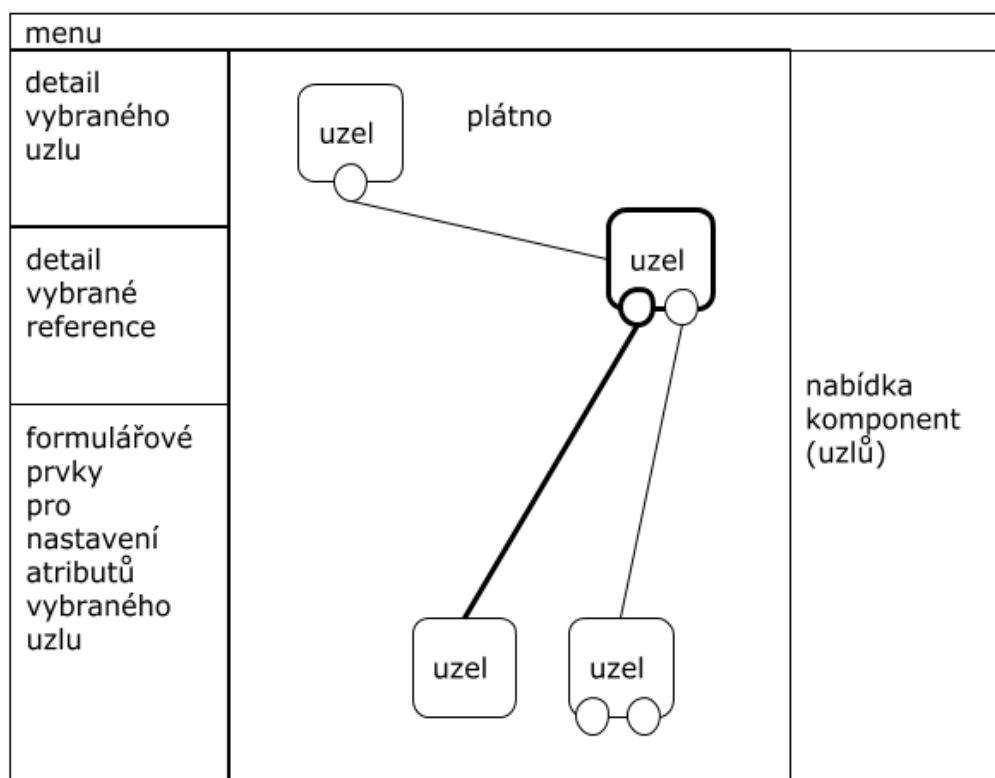 menu
detail
vybraného
uzlu
detail
vybrané
reference
formulářové
prvky
pro
nastavení
atributů
vybraného
uzlu
uzel
plátno
uzel
uzel
uzel
nabídka
komponent
(uzlů)